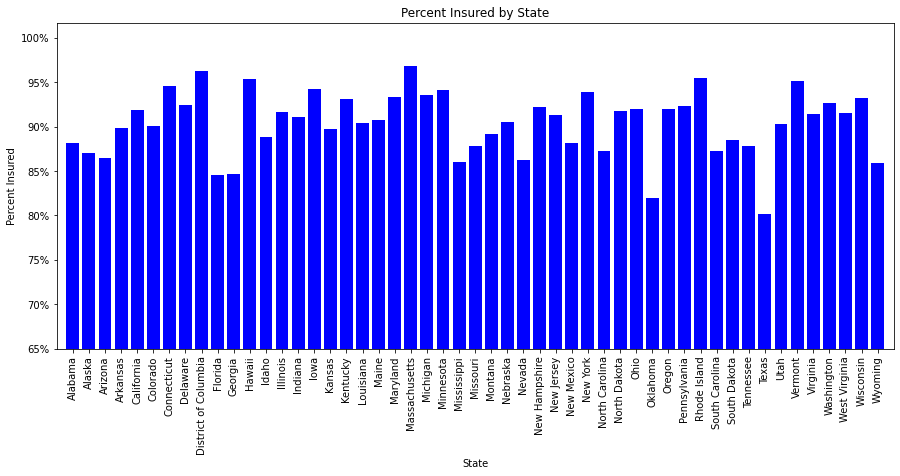 Percent Insured by State
100%
95%
90%
85%
80%
75%
70%
65%
Percent Insured
Alabama
Alaska
Arizona
Arkansas
California
Colorado
Connecticut
Delaware
District of Columbia
Florida
Georgia
Hawaii
Idaho
Illinois
Indiana
Iowa
Kansas
Kentucky
Louisiana
Maine
Maryland
Massachusetts
Michigan
Minnesota
Mississippi
Missouri
Montana
Nebraska
Nevada
New Hampshire
New Jersey
New Mexico
New York
North Carolina
North Dakota
Ohio
Oklahoma
Oregon
Pennsylvania
Rhode Island
South Carolina
South Dakota
Tennessee
Texas
Utah
Vermont
Virginia
Washington
West Virginia
Wisconsin
Wyoming
State